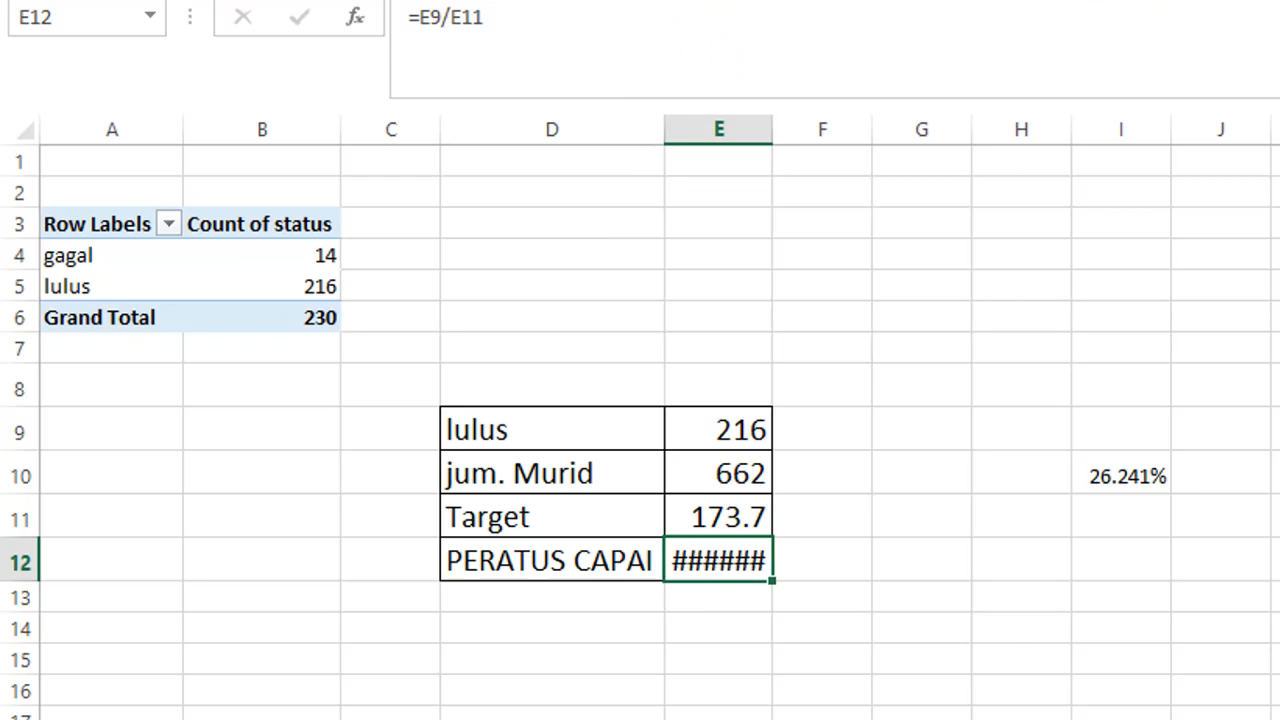 E12
fx =E9/E11
A B C D E F G H I J
1
2
3 Row Labels Count of status
4 gagal 14
5 lulus 216
6 Grand Total 230
7
8
9 lulus 216
10 jum. Murid 662 26.241%
11 Target 173.7
12 PERATUS CAPAI ######
13
14
15
16
17